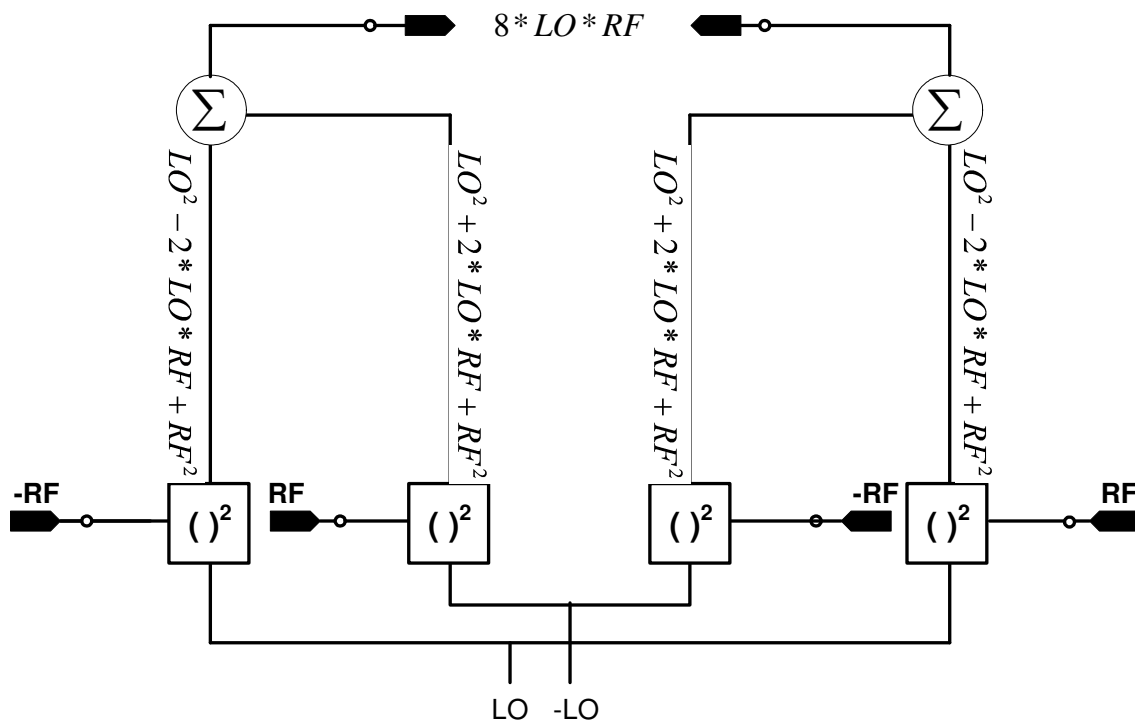 8*LO*RF
Σ
Σ
LO² − 2*LO*RF + RF²
LO² + 2*LO*RF + RF²
LO² + 2*LO*RF + RF²
LO² − 2*LO*RF + RF²
-RF
RF
-RF
RF
( )²
( )²
( )²
( )²
LO
-LO